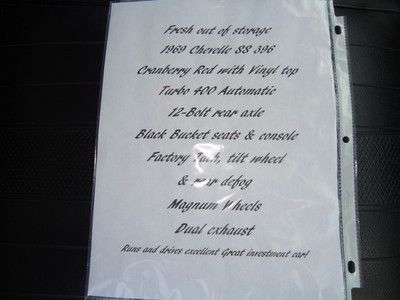 Fresh out of storage
1969 Chevelle SS 396
Cranberry Red with Vinyl top
Turbo 400 Automatic
12-Bolt rear axle
Black Bucket seats & console
Factory Tach, tilt wheel
& rear defog
Magnum Wheels
Dual exhaust
Runs and drives excellent Great investment car!